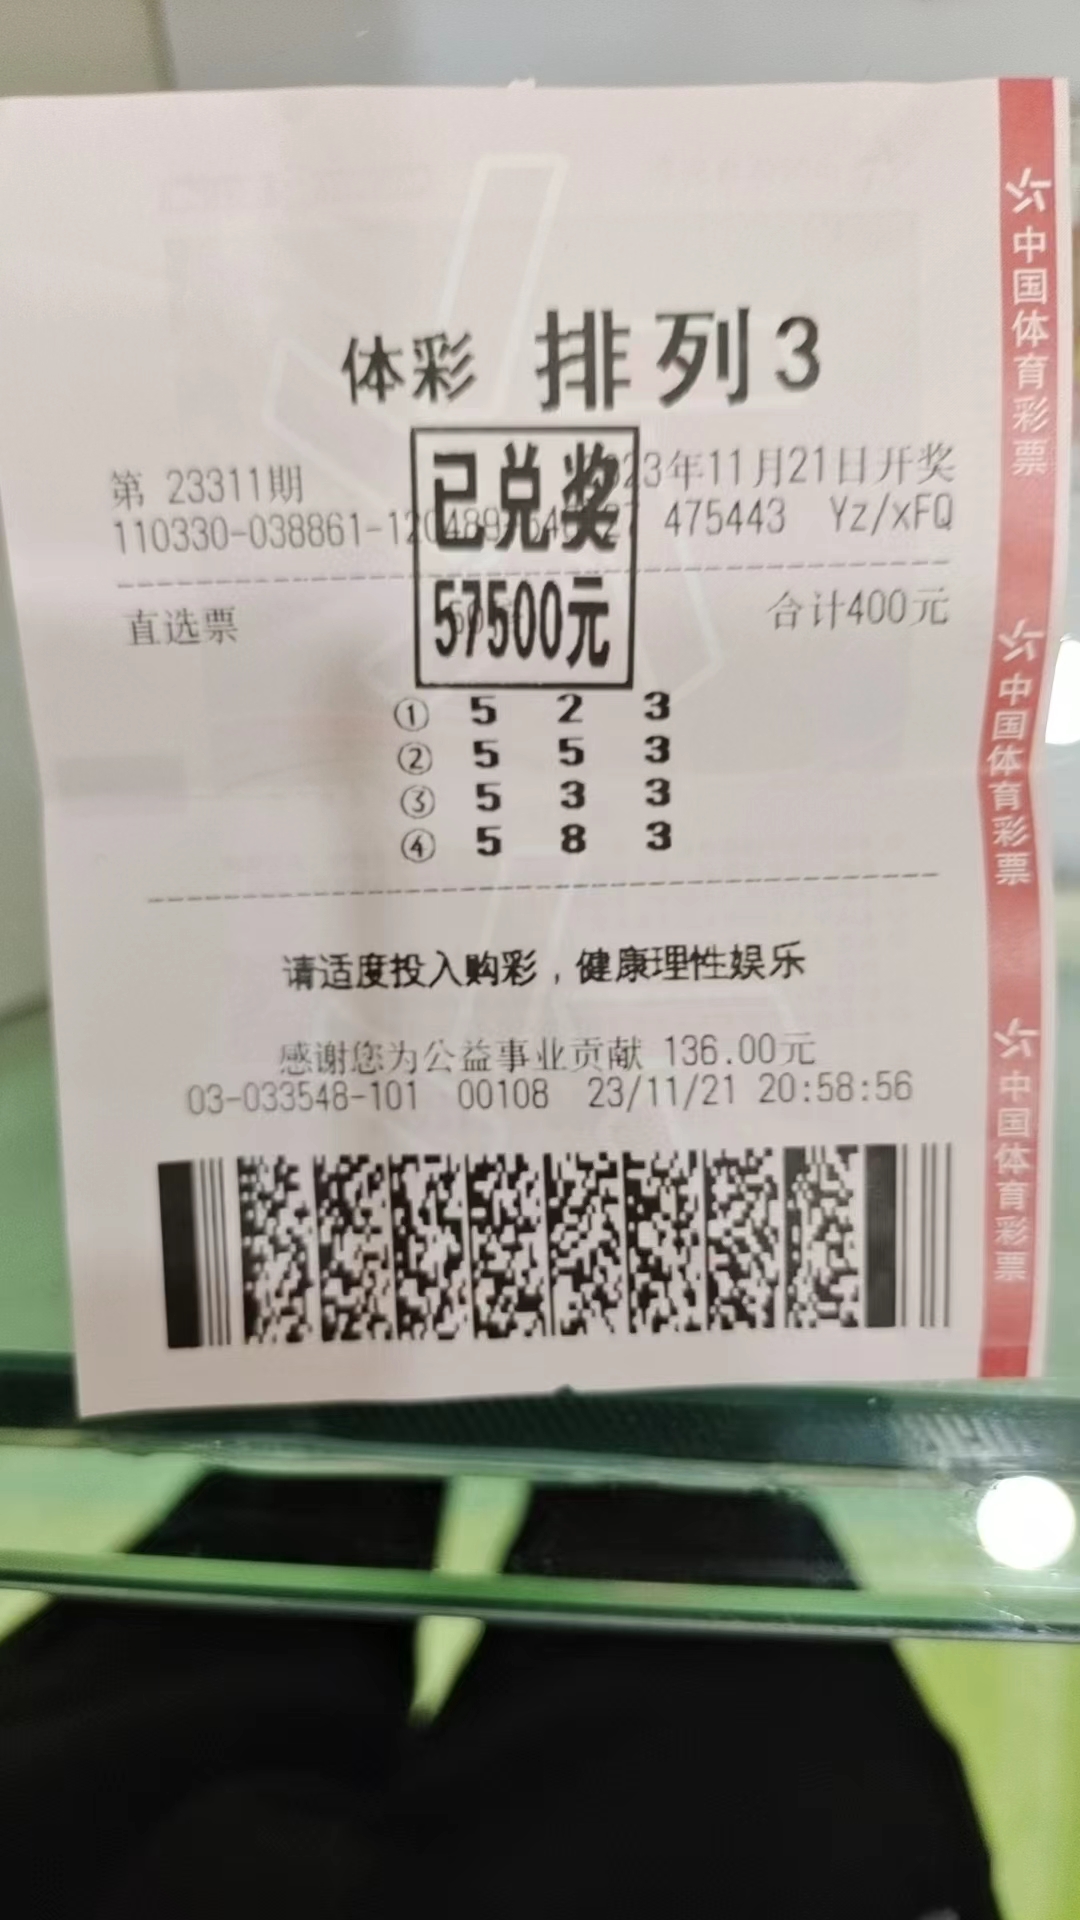 体彩 排列3
已兑奖
57500元
第 23311期 23年11月21日开奖
110330-038861-120489 475443 Yz/xFQ
直选票 合计400元
① 5 2 3
② 5 5 3
③ 5 3 3
④ 5 8 3
请适度投入购彩，健康理性娱乐
感谢您为公益事业贡献 136.00元
03-033548-101 00108 23/11/21 20:58:56
中国体育彩票
中国体育彩票
中国体育彩票